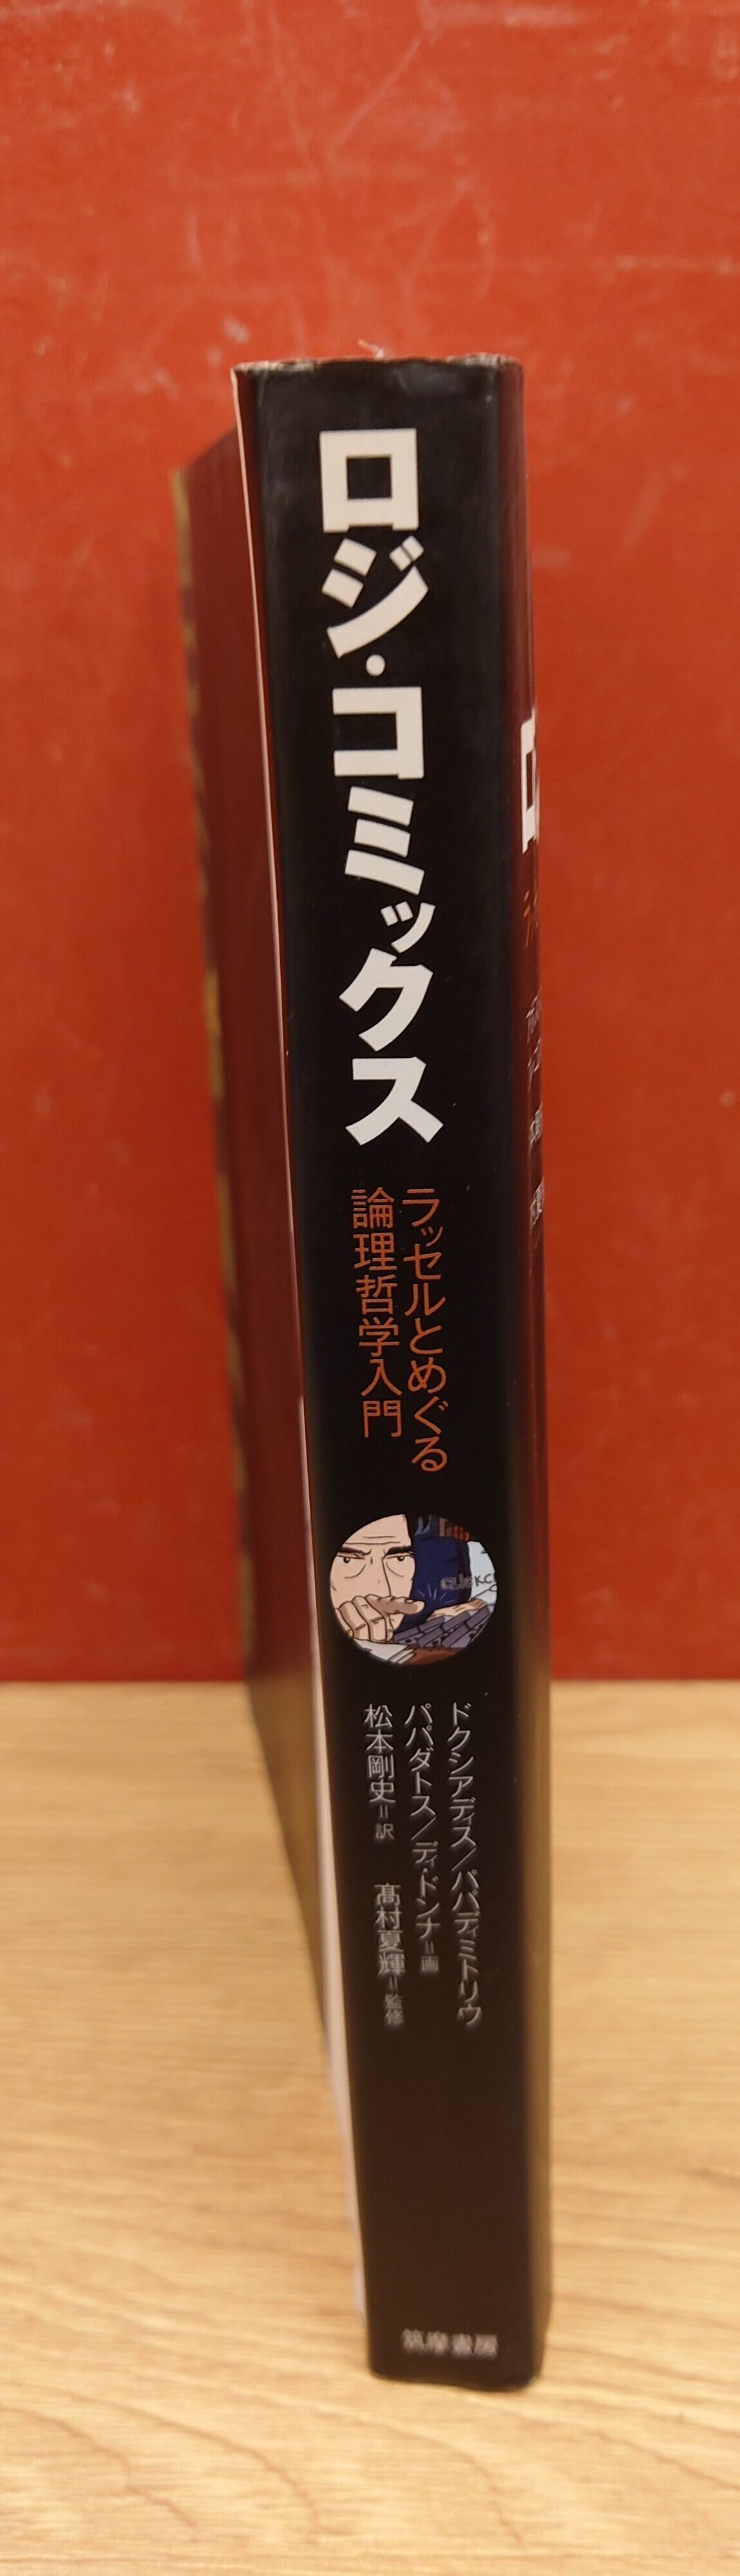 ロジ・コミックス
ラッセルとめぐる
論理哲学入門
QUICK
ドクシアディス／パパディミトリウ
パパダトス／ディ・ドンナ＝画
松本剛史＝訳　髙村夏輝＝監修
筑摩書房